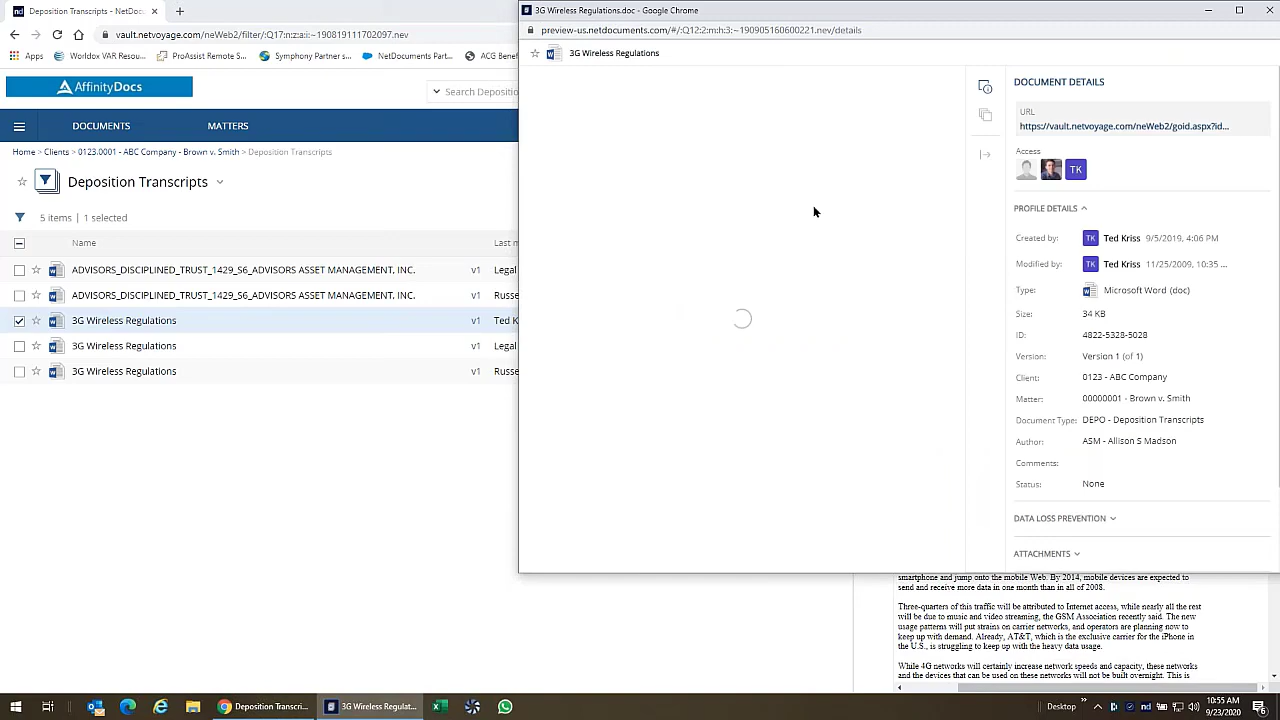 Deposition Transcripts - NetDoc
3G Wireless Regulations.doc - Google Chrome
vault.netvoyage.com/neWeb2/filter/:Q17:n:z:ai:~190819111702097.nev
preview-us.netdocuments.com/#/:Q12:2:m:h:3:~190905160600221.nev/details
Apps
Worldox VAR Resou...
ProAssist Remote S...
Symphony Partner s...
NetDocuments Part...
ACG Benef
3G Wireless Regulations
AffinityDocs
Search Depositio
DOCUMENTS
MATTERS
Home > Clients > 0123.0001 - ABC Company - Brown v. Smith > Deposition Transcripts
Deposition Transcripts
5 items | 1 selected
Name
Last m
ADVISORS_DISCIPLINED_TRUST_1429_S6_ADVISORS ASSET MANAGEMENT, INC. v1 Legal
ADVISORS_DISCIPLINED_TRUST_1429_S6_ADVISORS ASSET MANAGEMENT, INC. v1 Russe
3G Wireless Regulations v1 Ted K
3G Wireless Regulations v1 Legal
3G Wireless Regulations v1 Russe
DOCUMENT DETAILS
URL
https://vault.netvoyage.com/neWeb2/goid.aspx?id...
Access
TK
PROFILE DETAILS
Created by: TK Ted Kriss 9/5/2019, 4:06 PM
Modified by: TK Ted Kriss 11/25/2009, 10:35 ...
Type: Microsoft Word (doc)
Size: 34 KB
ID: 4822-5328-5028
Version: Version 1 (of 1)
Client: 0123 - ABC Company
Matter: 00000001 - Brown v. Smith
Document Type: DEPO - Deposition Transcripts
Author: ASM - Allison S Madson
Comments:
Status: None
DATA LOSS PREVENTION
ATTACHMENTS
smartphone and jump onto the mobile Web. By 2014, mobile devices are expected to
send and receive more data in one month than in all of 2008.
Three-quarters of this traffic will be attributed to Internet access, while nearly all the rest
will be due to music and video streaming, the GSM Association recently said. The new
usage patterns will put strains on carrier networks, and operators are planning now to
keep up with demand. Already, AT&T, which is the exclusive carrier for the iPhone in
the U.S., is struggling to keep up with the heavy data usage.
While 4G networks will certainly increase network speeds and capacity, these networks
and the devices that can be used on these networks will not be built overnight. This is
Deposition Transcri...
3G Wireless Regulat...
Desktop
10:55 AM
9/23/2020